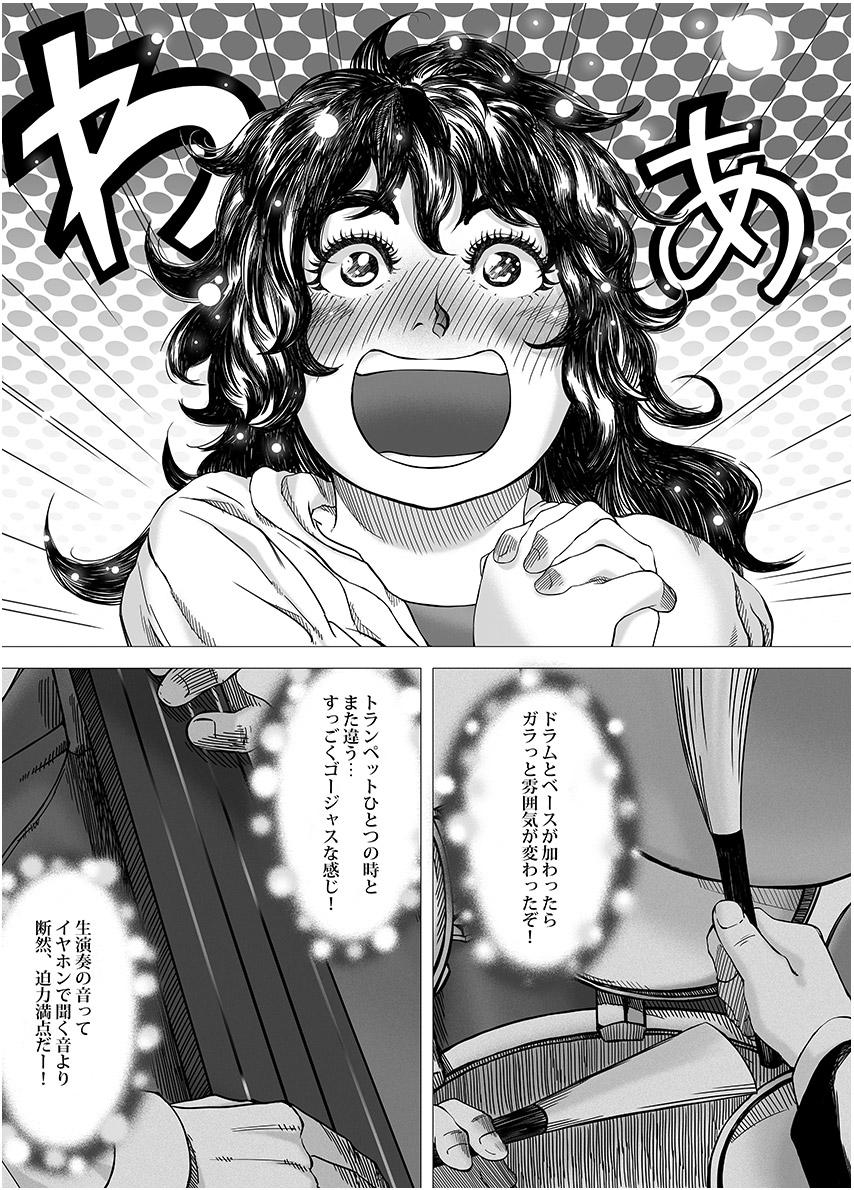 わ
あ
ドラムとベースが加わったら
ガラっと雰囲気が変わったぞ！
トランペットひとつの時と
また違う…
すっごくゴージャスな感じ！
生演奏の音って
イヤホンで聞く音より
断然、迫力満点だー！